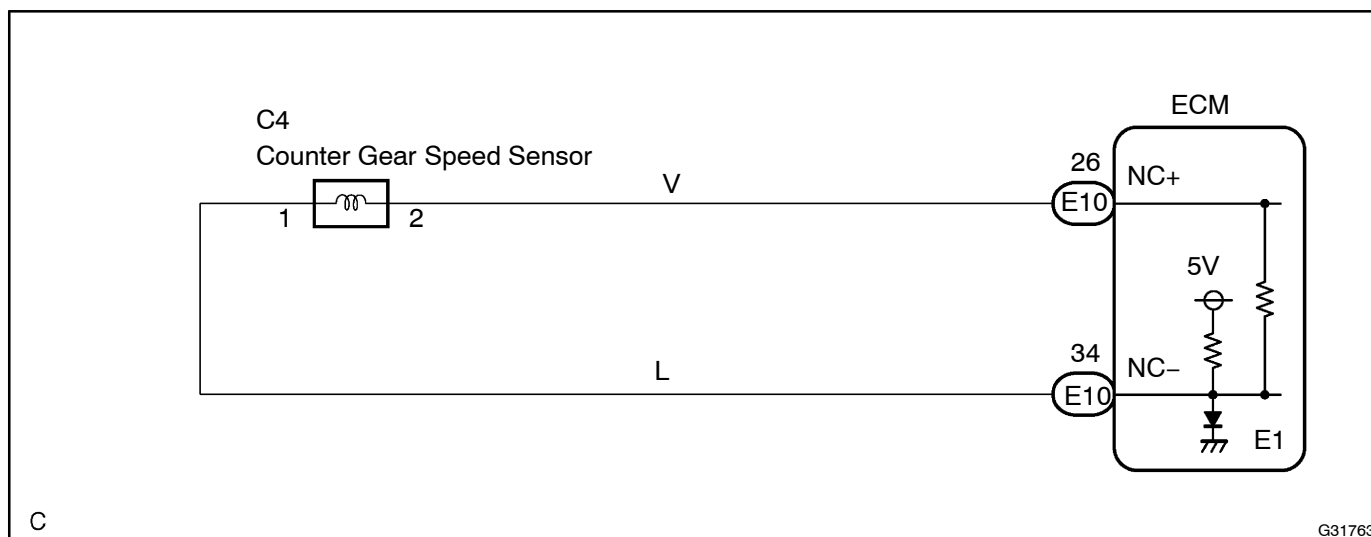 ECM
C4
Counter Gear Speed Sensor
26
NC+
V
E10
1
2
5V
34
NC−
L
E10
E1
C
G31763